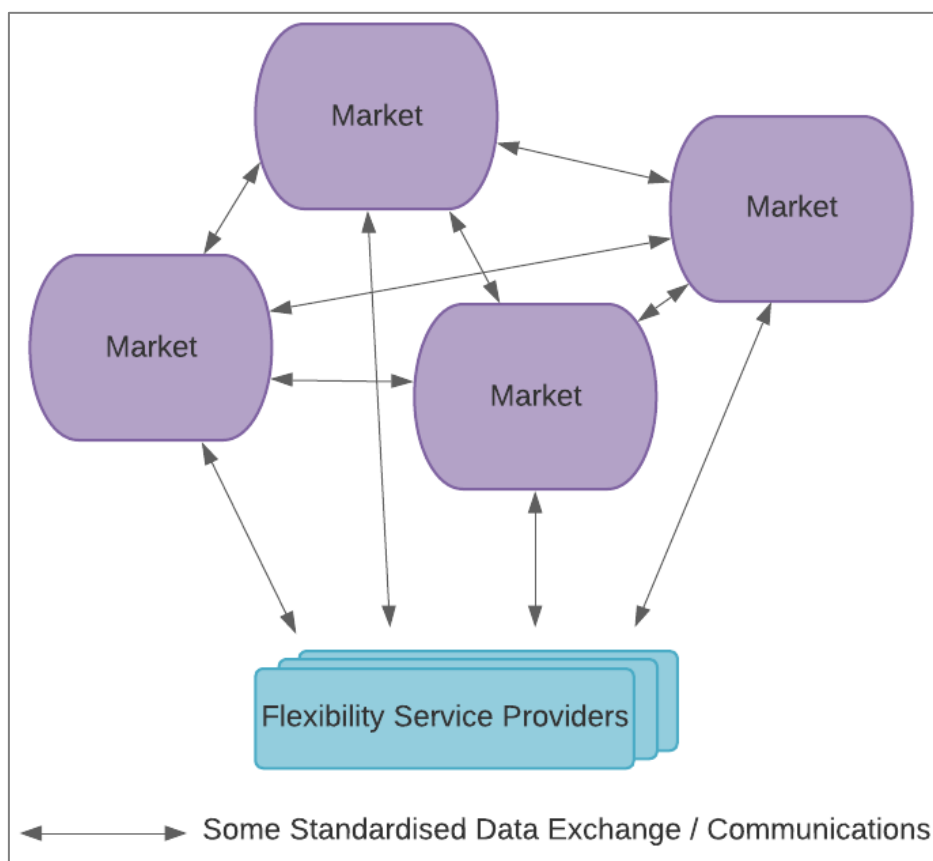 Market
Market
Market
Market
Flexibility Service Providers
Some Standardised Data Exchange / Communications